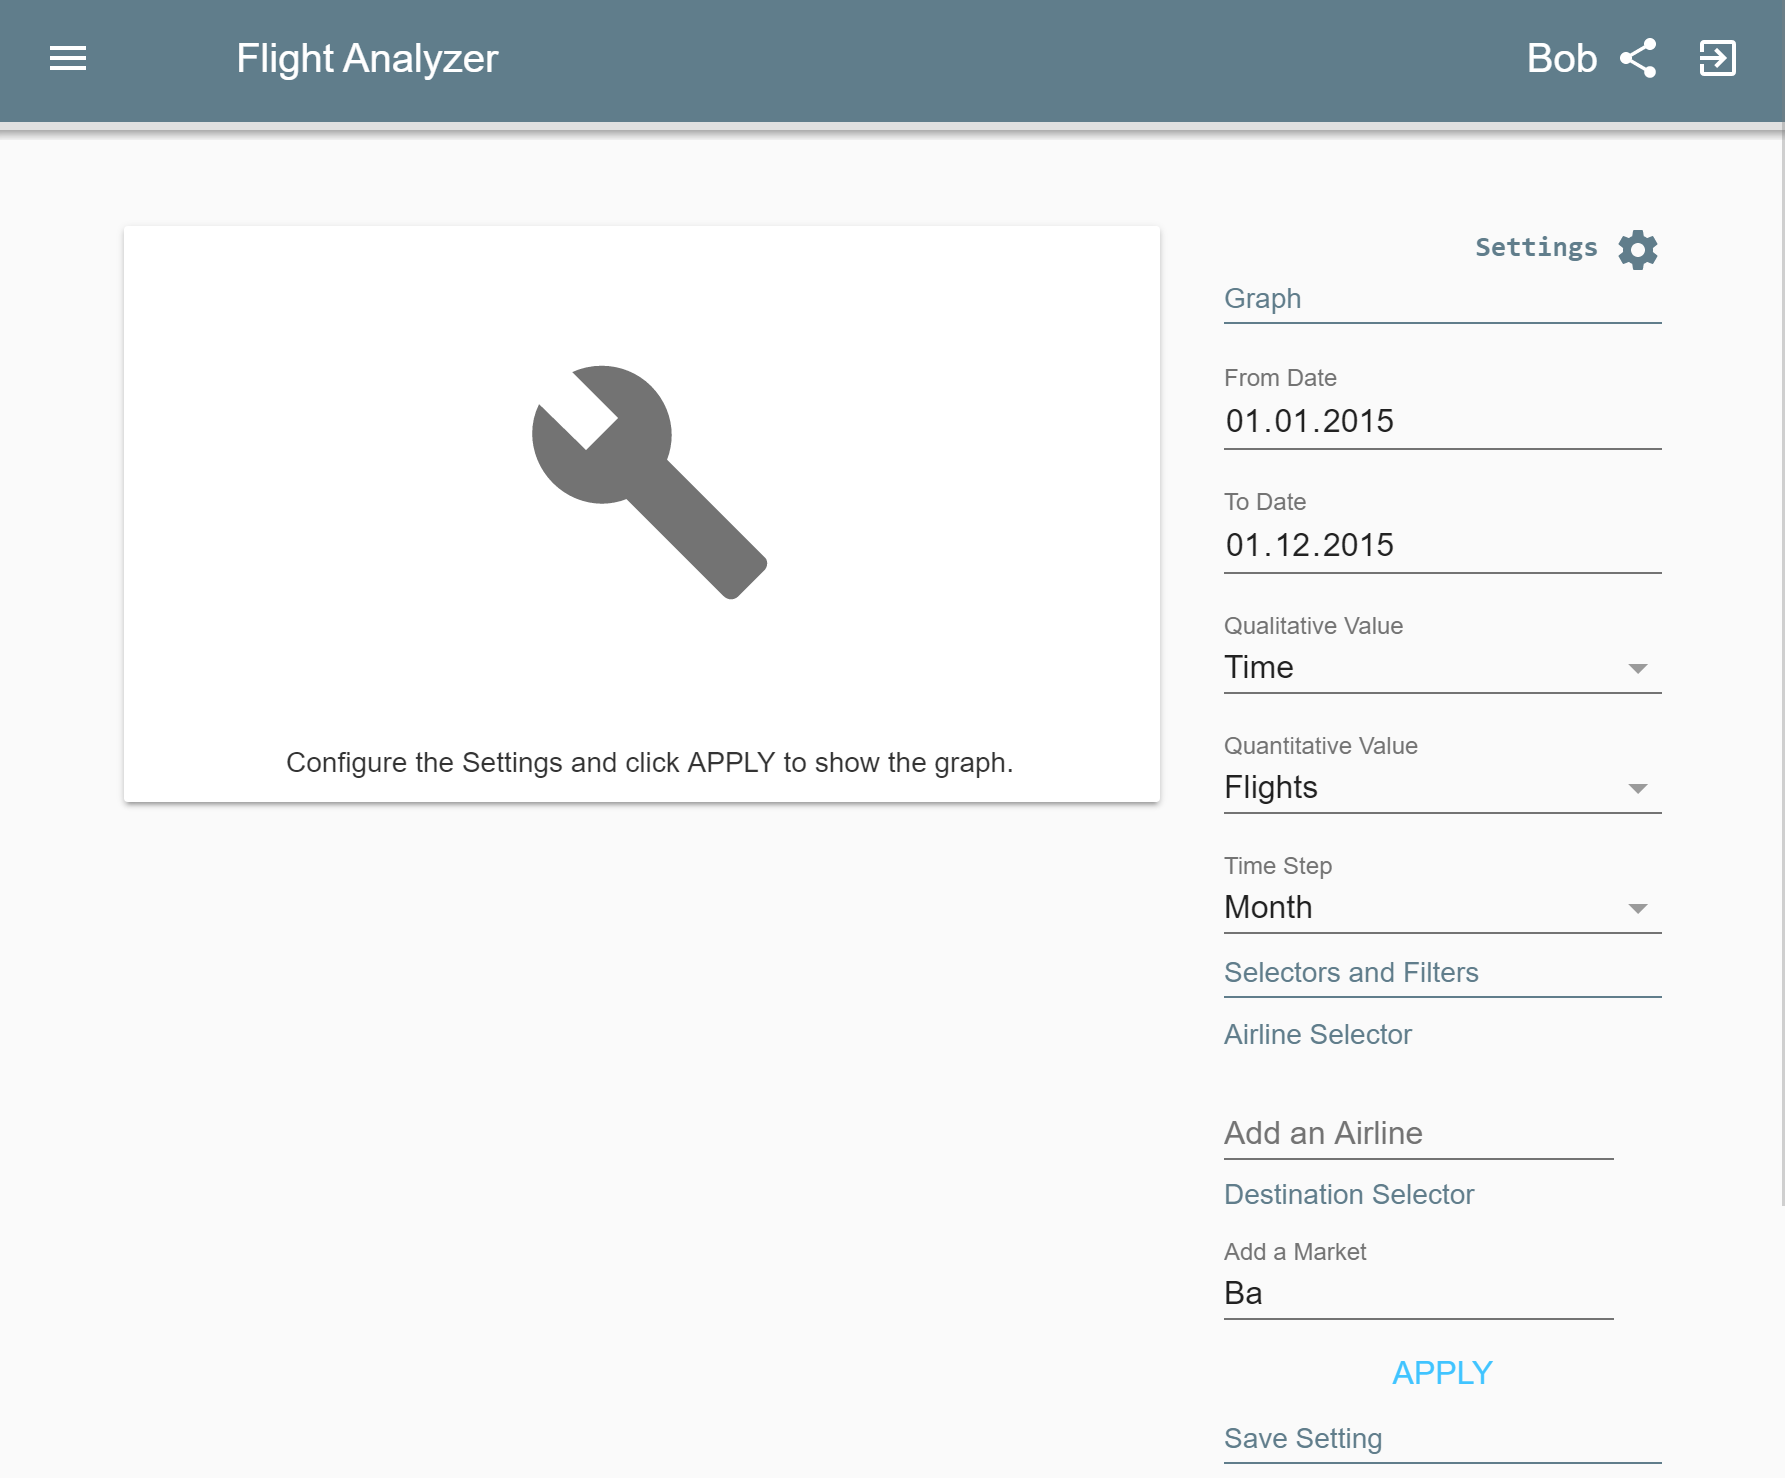 Flight Analyzer
Bob
Settings
Graph
From Date
01.01.2015
To Date
01.12.2015
Qualitative Value
Time
Quantitative Value
Flights
Time Step
Month
Selectors and Filters
Airline Selector
Add an Airline
Destination Selector
Add a Market
Ba
APPLY
Save Setting
Configure the Settings and click APPLY to show the graph.